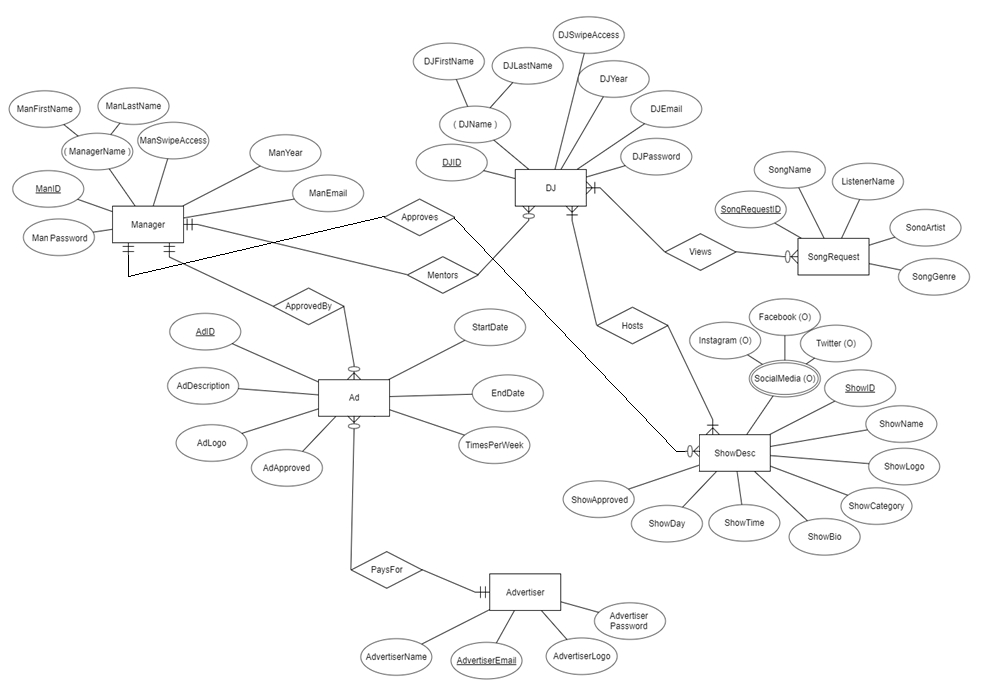 DJSwipeAccess
DJFirstName
DJLastName
DJYear
ManFirstName
ManLastName
DJEmail
( DJName )
ManSwipeAccess
( ManagerName )
ManYear
DJID
DJPassword
SongName
ListenerName
ManID
ManEmail
DJ
SongRequestID
Manager
Approves
SongArtist
Man Password
Views
SongRequest
Mentors
SongGenre
ApprovedBy
Facebook (O)
AdID
StartDate
Hosts
Instagram (O)
Twitter (O)
SocialMedia (O)
AdDescription
EndDate
ShowID
Ad
ShowName
AdLogo
TimesPerWeek
ShowDesc
AdApproved
ShowLogo
ShowApproved
ShowCategory
ShowDay
ShowTime
ShowBio
PaysFor
Advertiser
Advertiser
Password
AdvertiserName
AdvertiserEmail
AdvertiserLogo